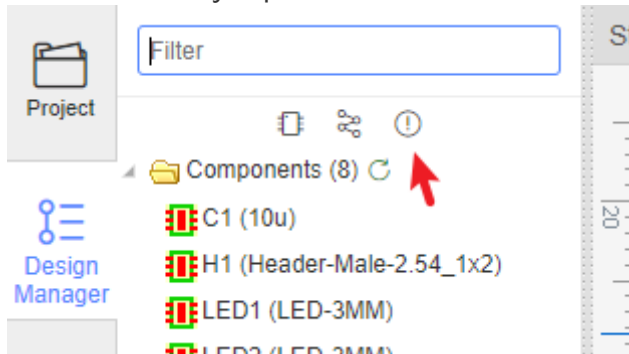 Filter
Project
Components (8)
C1 (10u)
H1 (Header-Male-2.54_1x2)
Design
Manager
LED1 (LED-3MM)
20